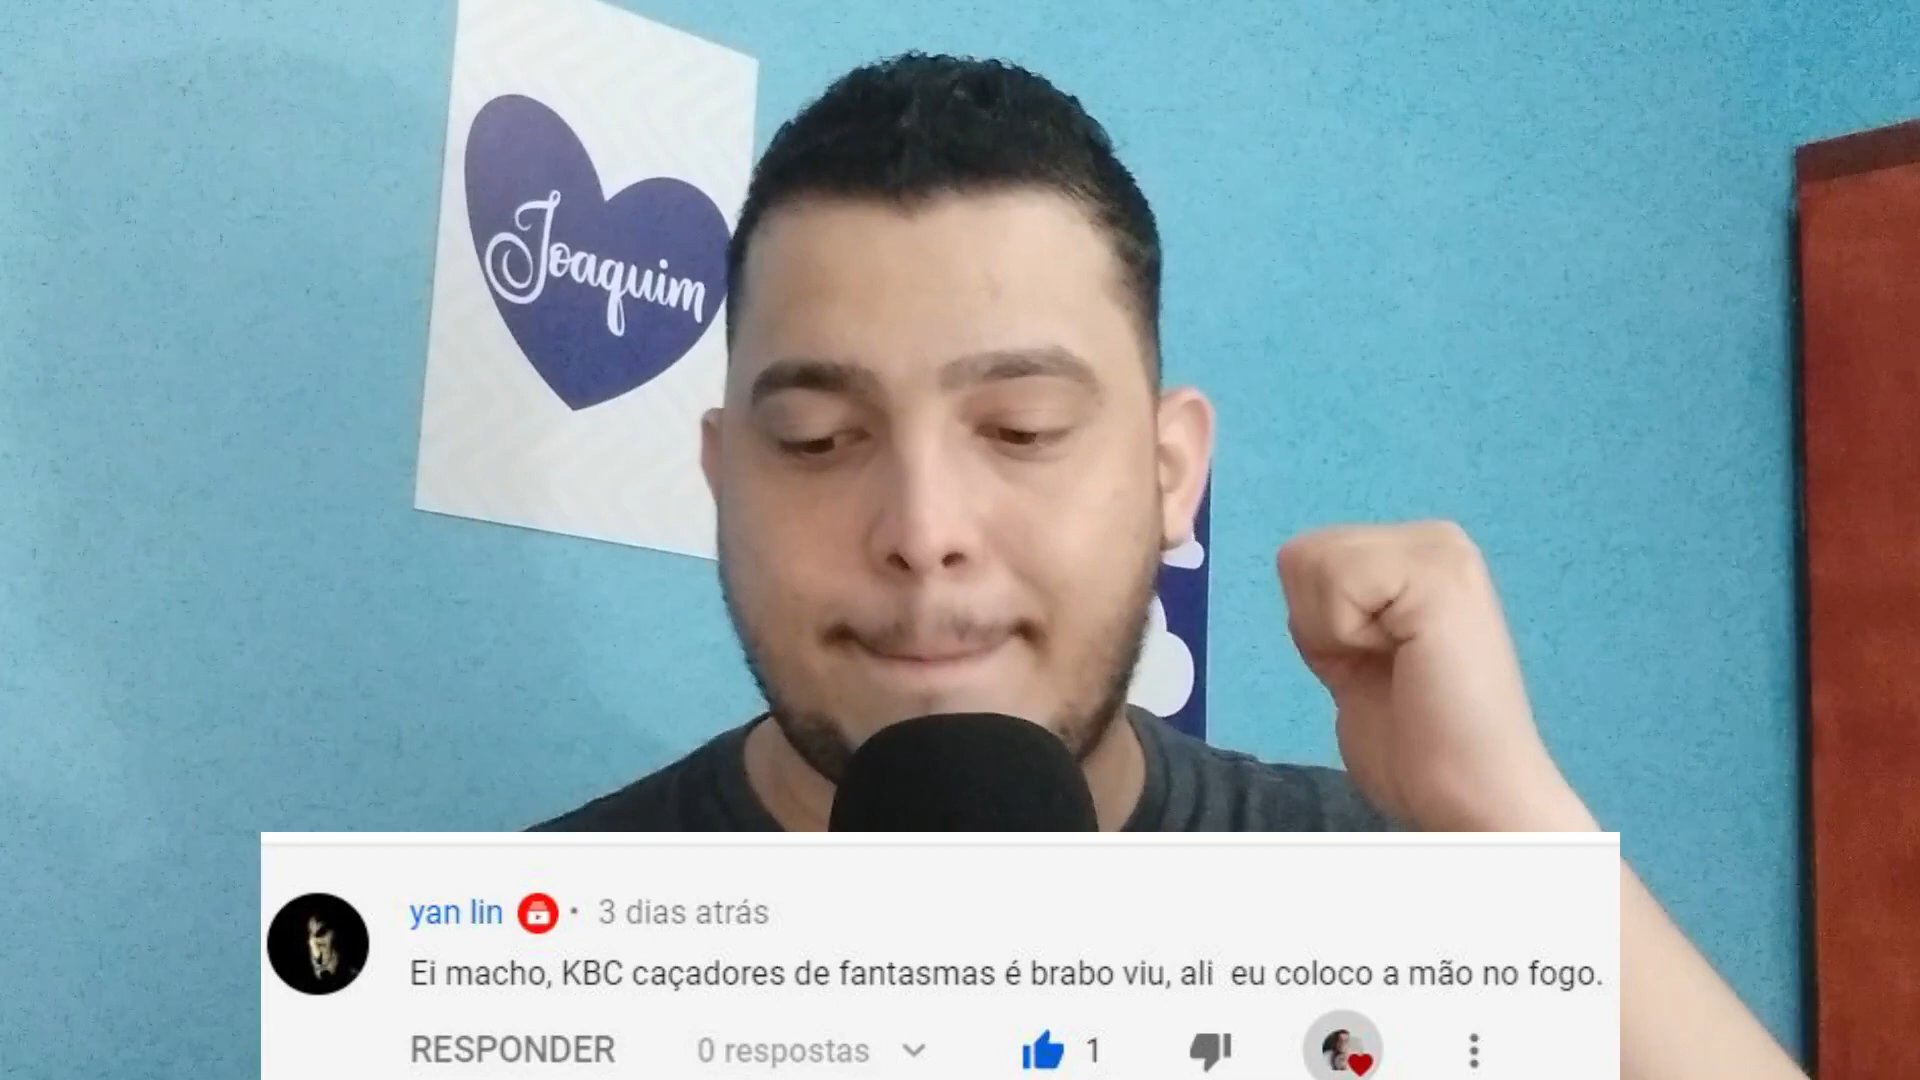 Joaquim
yan lin • 3 dias atrás
Ei macho, KBC caçadores de fantasmas é brabo viu, ali  eu coloco a mão no fogo.
RESPONDER 0 respostas 1